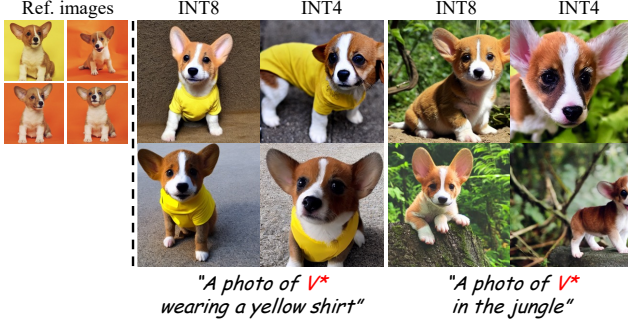 Ref. images
INT8
INT4
INT8
INT4
"A photo of V*
wearing a yellow shirt"
"A photo of V*
in the jungle"